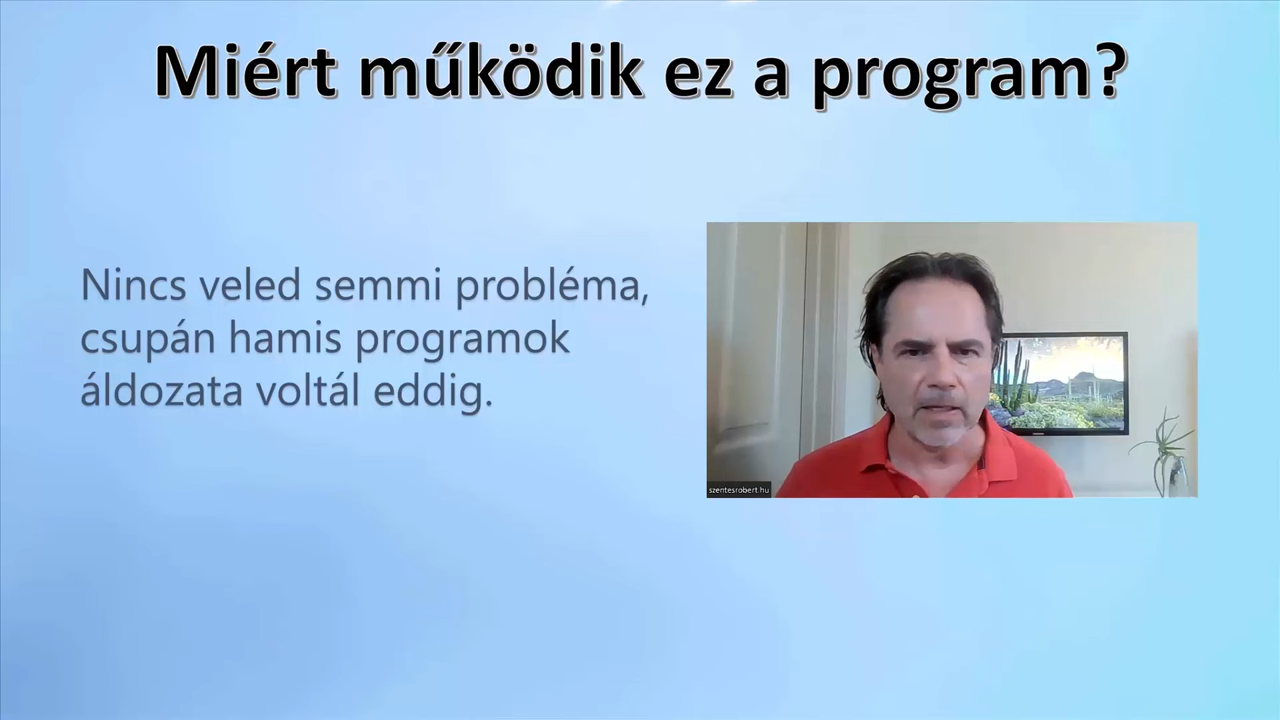 Miért működik ez a program?
Nincs veled semmi probléma,
csupán hamis programok
áldozata voltál eddig.
szentesrobert.hu